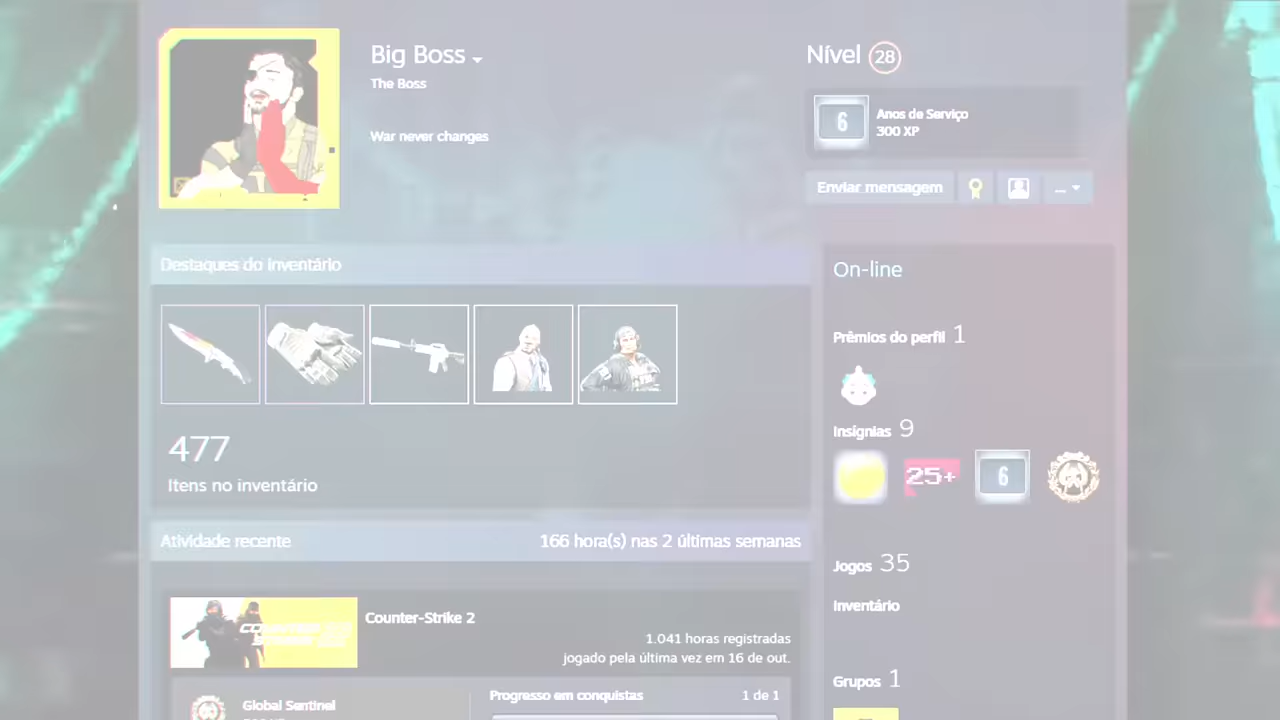 Big Boss
The Boss
War never changes
Nível 28
6
Anos de Serviço
300 XP
Enviar mensagem
...
Destaques do inventário
477
Itens no inventário
On-line
Prêmios do perfil 1
Insígnias 9
25+
6
Jogos 35
Inventário
Grupos 1
Atividade recente
166 hora(s) nas 2 últimas semanas
COUNTER
STRIKE 2
Counter-Strike 2
1.041 horas registradas
jogado pela última vez em 16 de out.
Global Sentinel
Progresso em conquistas
1 de 1